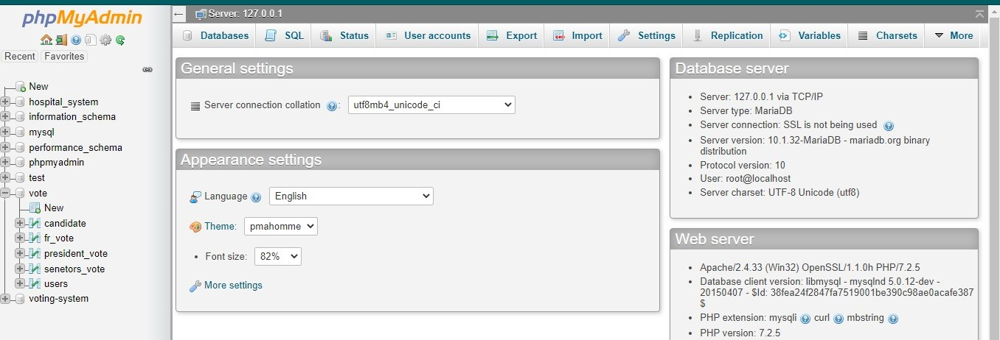 phpMyAdmin
Recent Favorites
New
hospital_system
information_schema
mysql
performance_schema
phpmyadmin
test
vote
New
candidate
fr_vote
president_vote
senetors_vote
users
voting-system
Server: 127.0.0.1
Databases SQL Status User accounts Export Import Settings Replication Variables Charsets More
General settings
Server connection collation : utf8mb4_unicode_ci
Appearance settings
Language English
Theme: pmahomme
Font size: 82%
More settings
Database server
Server: 127.0.0.1 via TCP/IP
Server type: MariaDB
Server connection: SSL is not being used
Server version: 10.1.32-MariaDB - mariadb.org binary
distribution
Protocol version: 10
User: root@localhost
Server charset: UTF-8 Unicode (utf8)
Web server
Apache/2.4.33 (Win32) OpenSSL/1.1.0h PHP/7.2.5
Database client version: libmysql - mysqlnd 5.0.12-dev -
20150407 - $Id: 38fea24f2847fa7519001be390c98ae0acafe387
$
PHP extension: mysqli curl mbstring
PHP version: 7.2.5